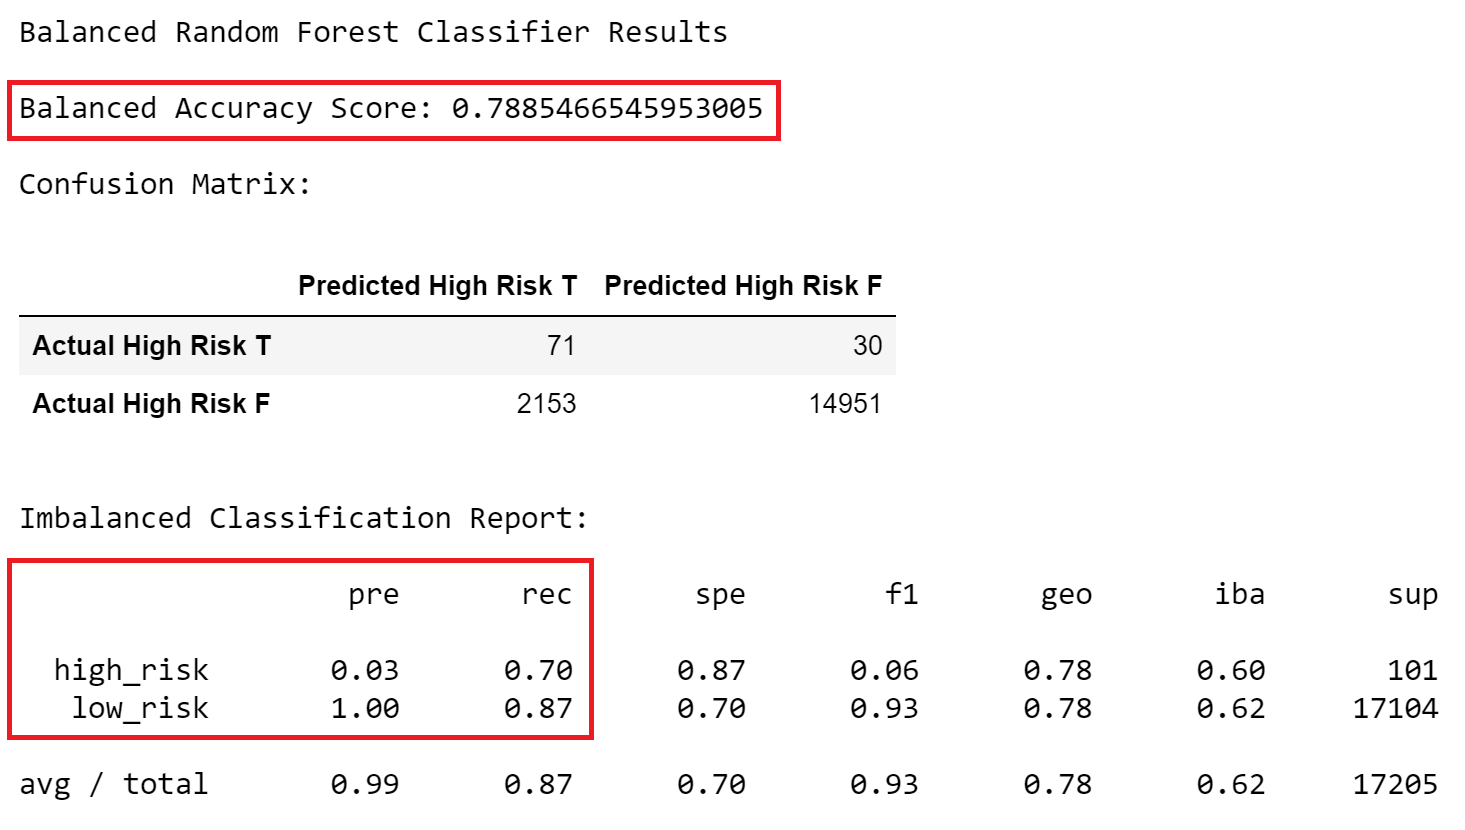 Balanced Random Forest Classifier Results
Balanced Accuracy Score: 0.7885466545953005
Confusion Matrix:
Predicted High Risk T Predicted High Risk F
Actual High Risk T 71 30
Actual High Risk F 2153 14951
Imbalanced Classification Report:
pre rec spe f1 geo iba sup
high_risk 0.03 0.70 0.87 0.06 0.78 0.60 101
low_risk 1.00 0.87 0.70 0.93 0.78 0.62 17104
avg / total 0.99 0.87 0.70 0.93 0.78 0.62 17205